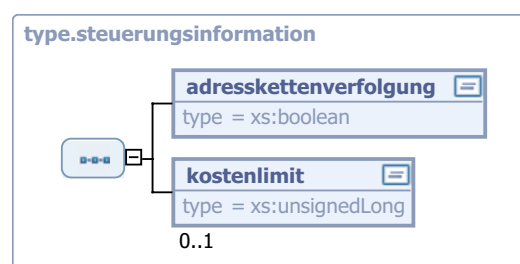 type.steuerungsinformation
adresskettenverfolgung
type = xs:boolean
kostenlimit
type = xs:unsignedLong
0..1